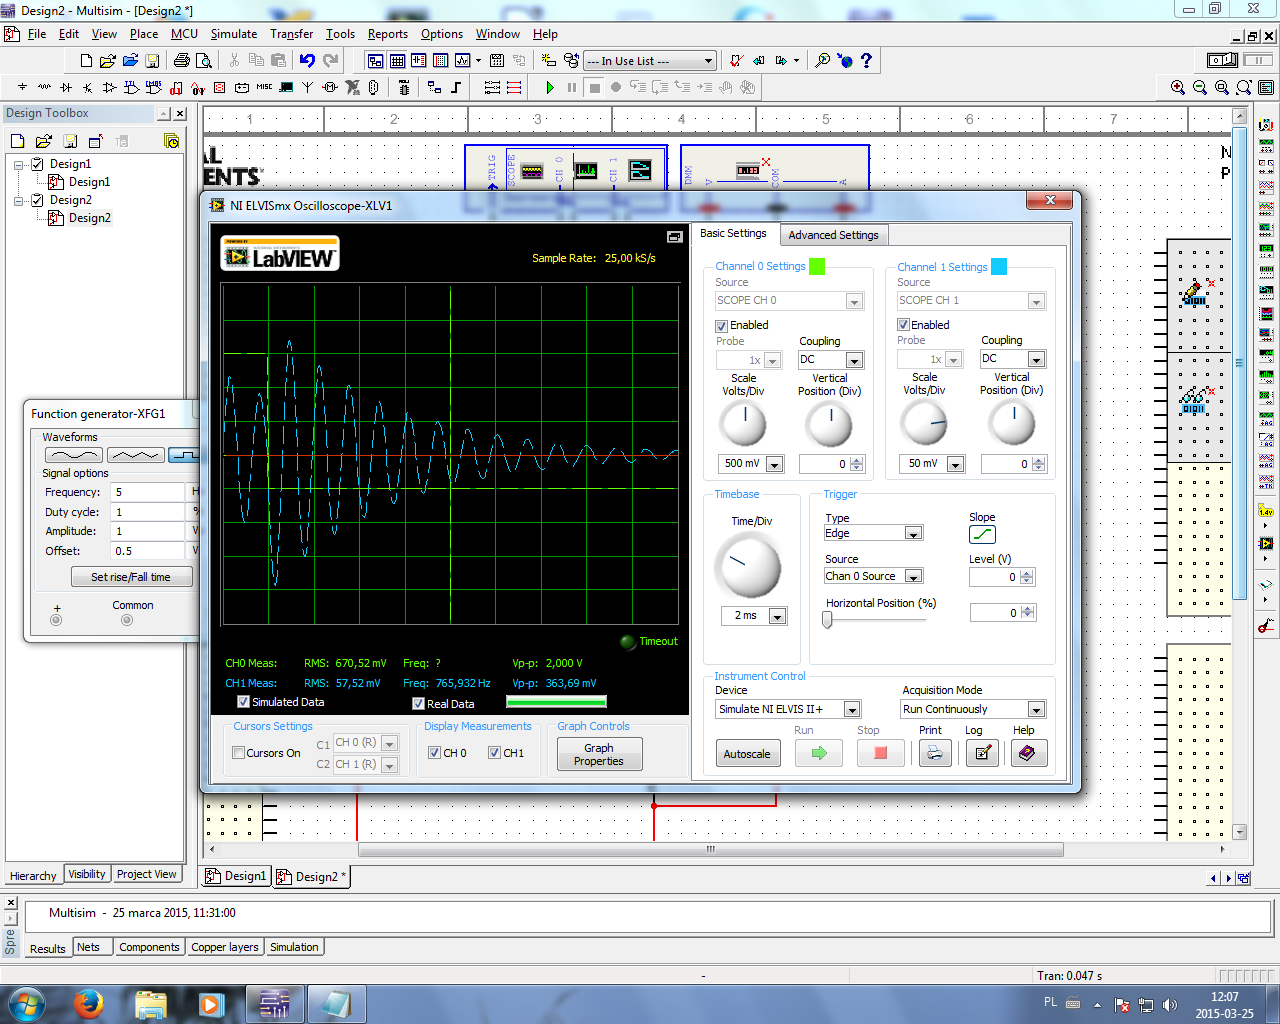 Design2 - Multisim - [Design2 *]
File Edit View Place MCU Simulate Transfer Tools Reports Options Window Help
--- In Use List ---
MISC
Design Toolbox
1 2 3 4 5 6 7
Design1
Design1
Design2
Design2
AL
ENTS
TRIG
SCOPE
CH 0
CH 1
DMM
V
COM
A
N
P
NI ELVISmx Oscilloscope-XLV1
LabVIEW
Sample Rate: 25,00 kS/s
Basic Settings
Advanced Settings
Channel 0 Settings
Source
SCOPE CH 0
Enabled
Probe
1x
Coupling
DC
Scale
Volts/Div
Vertical
Position (Div)
500 mV
0
Channel 1 Settings
Source
SCOPE CH 1
Enabled
Probe
1x
Coupling
DC
Scale
Volts/Div
Vertical
Position (Div)
50 mV
0
Timebase
Time/Div
2 ms
Trigger
Type
Edge
Slope
Source
Chan 0 Source
Level (V)
0
Horizontal Position (%)
0
Timeout
CH0 Meas: RMS: 670,52 mV Freq: ? Vp-p: 2,000 V
CH1 Meas: RMS: 57,52 mV Freq: 765,932 Hz Vp-p: 363,69 mV
Simulated Data
Real Data
Cursors Settings
Cursors On
C1 CH 0 (R)
C2 CH 1 (R)
Display Measurements
CH 0
CH1
Graph Controls
Graph
Properties
Instrument Control
Device
Simulate NI ELVIS II+
Acquisition Mode
Run Continuously
Autoscale
Run
Stop
Print
Log
Help
Function generator-XFG1
Waveforms
Signal options
Frequency: 5 H
Duty cycle: 1 %
Amplitude: 1 V
Offset: 0.5 V
Set rise/Fall time
+
Common
Hierarchy Visibility Project View
Design1
Design2 *
Multisim - 25 marca 2015, 11:31:00
Spre
Results Nets Components Copper layers Simulation
-
Tran: 0.047 s
PL
12:07
2015-03-25